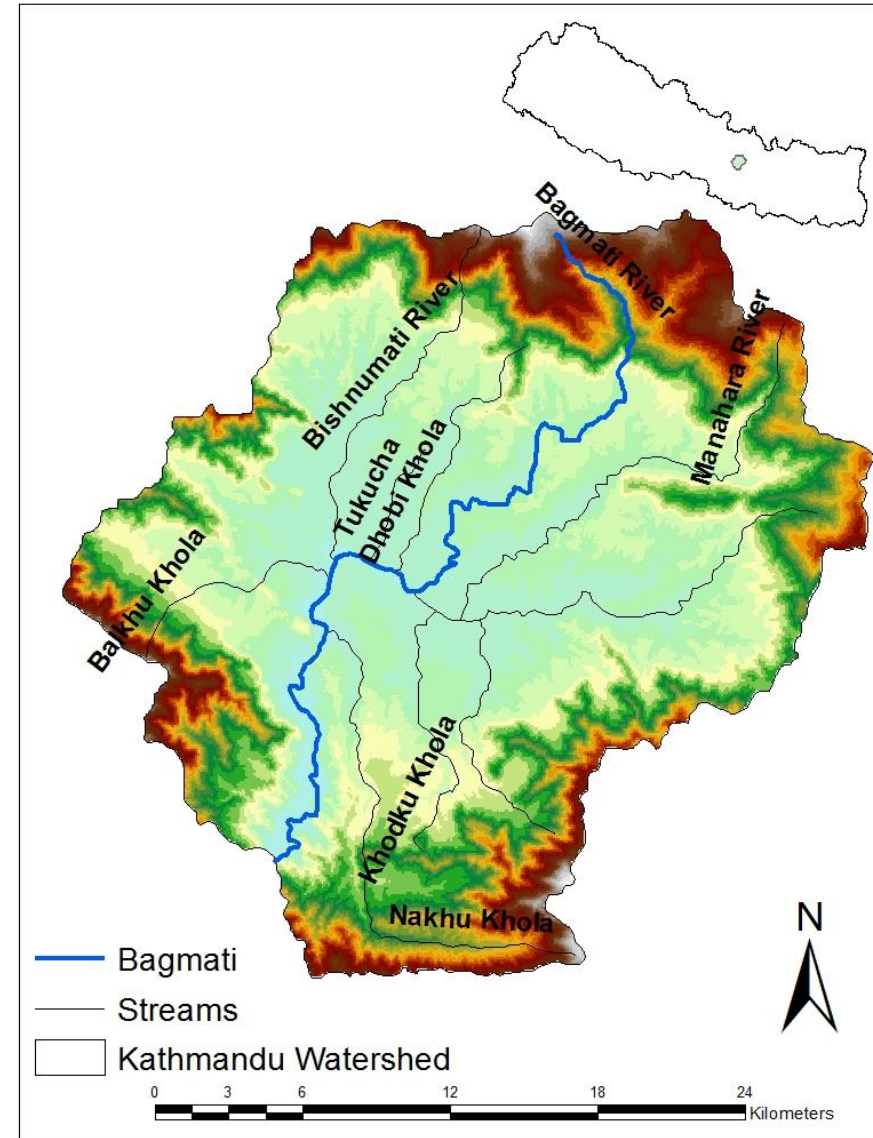 Bagmati River
Bishnumati River
Manahara River
Tukucha
Dhobi Khola
Balkhu Khola
Khodku Khola
Nakhu Khola
N
Bagmati
Streams
Kathmandu Watershed
0 3 6 12 18 24
Kilometers